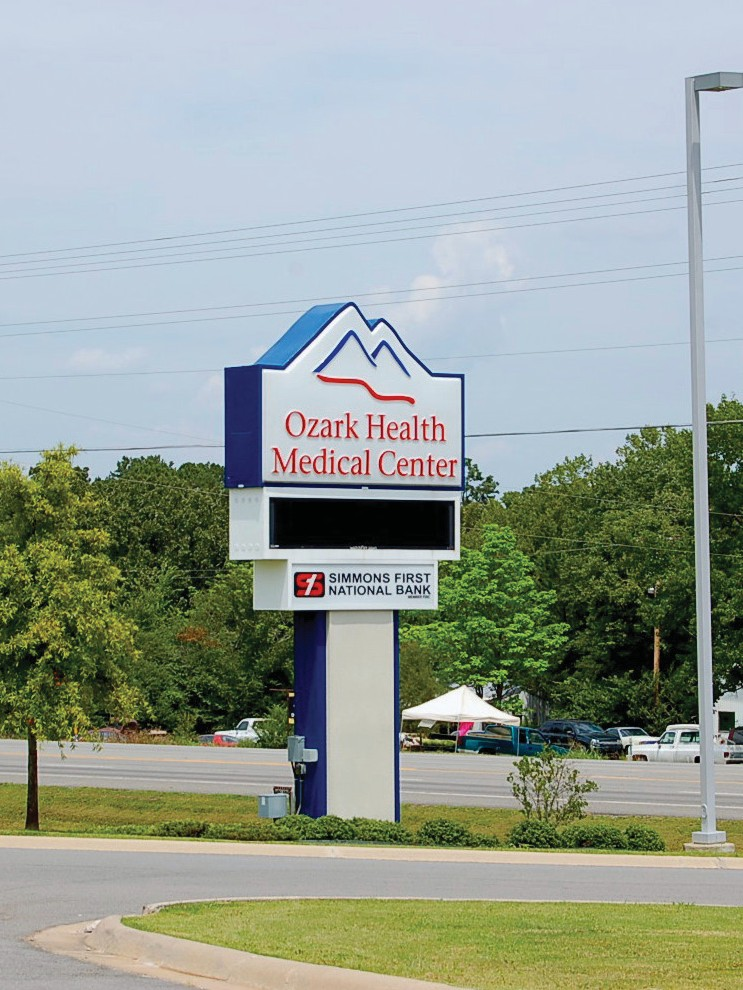 Ozark Health
Medical Center
SIMMONS FIRST
NATIONAL BANK